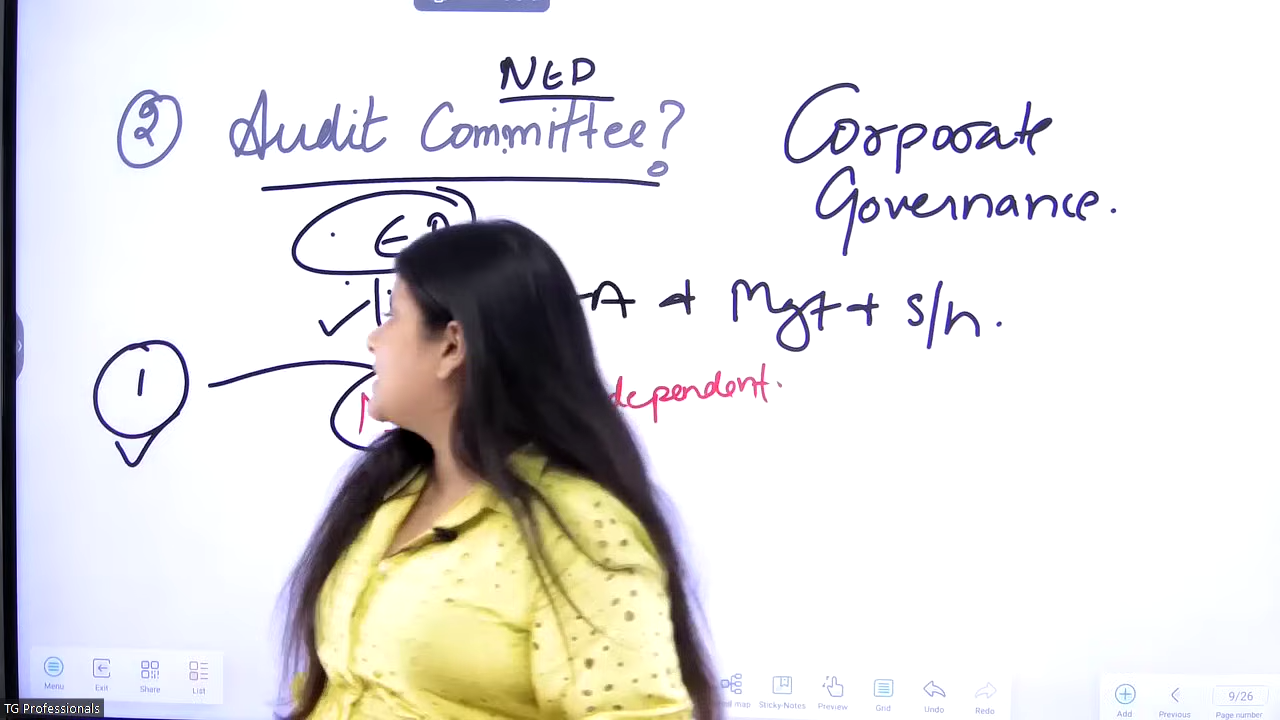 NED
② Audit Committee?
Corporate
Governance.
A & Mgt + S/h.
1
dependent.
Menu
Exit
Share
List
Sticky-Notes
Preview
Grid
Undo
Redo
Add
Previous
9/26
Page number
TG Professionals